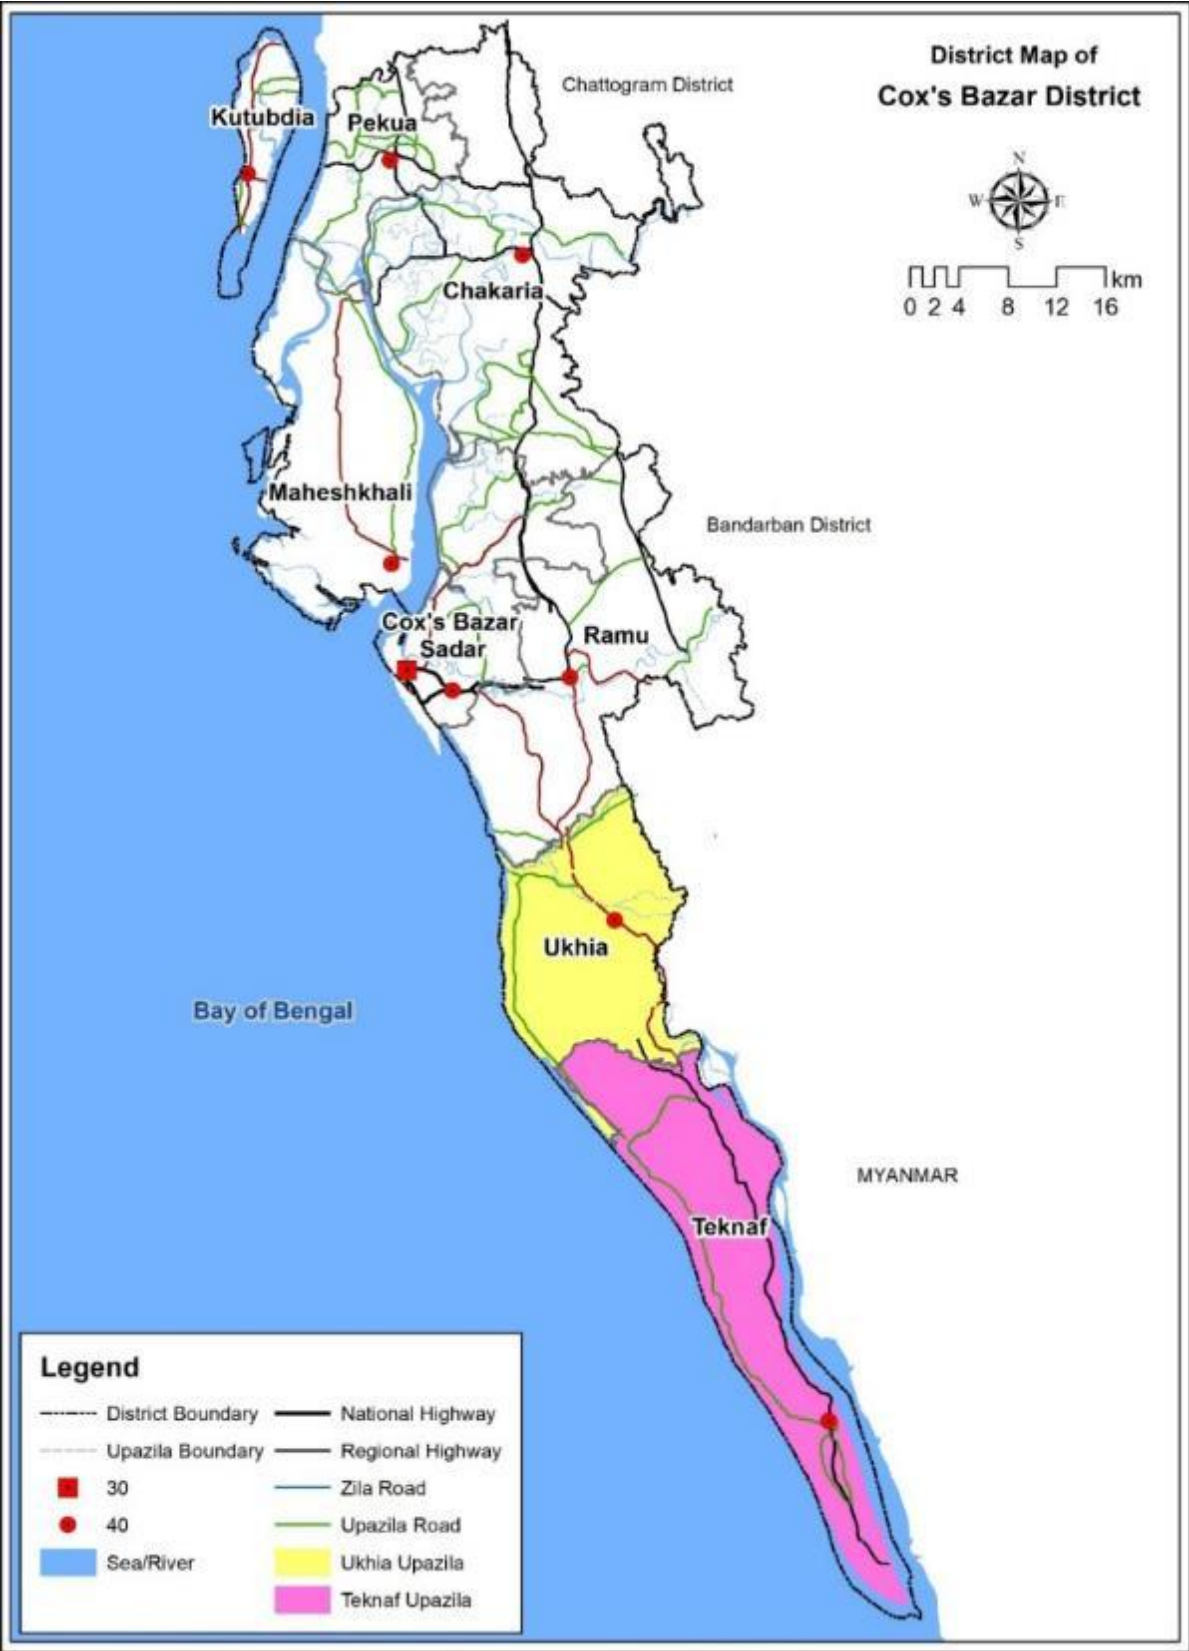 District Map of
Cox's Bazar District
Chattogram District
Kutubdia
Pekua
N
W
E
S
km
0 2 4 8 12 16
Chakaria
Maheshkhali
Bandarban District
Cox's Bazar
Sadar
Ramu
Ukhia
Bay of Bengal
MYANMAR
Teknaf
Legend
District Boundary
National Highway
Upazila Boundary
Regional Highway
30
Zila Road
40
Upazila Road
Sea/River
Ukhia Upazila
Teknaf Upazila